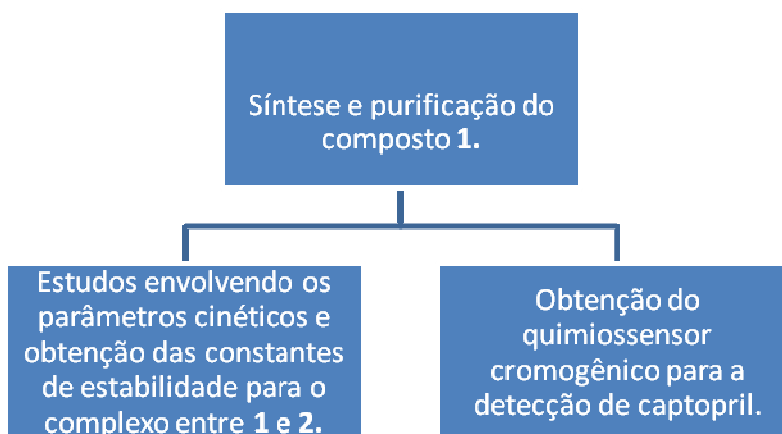 Síntese e purificação do
composto 1.
Estudos envolvendo os
parâmetros cinéticos e
obtenção das constantes
de estabilidade para o
complexo entre 1 e 2.
Obtenção do
quimiossensor
cromogênico para a
detecção de captopril.